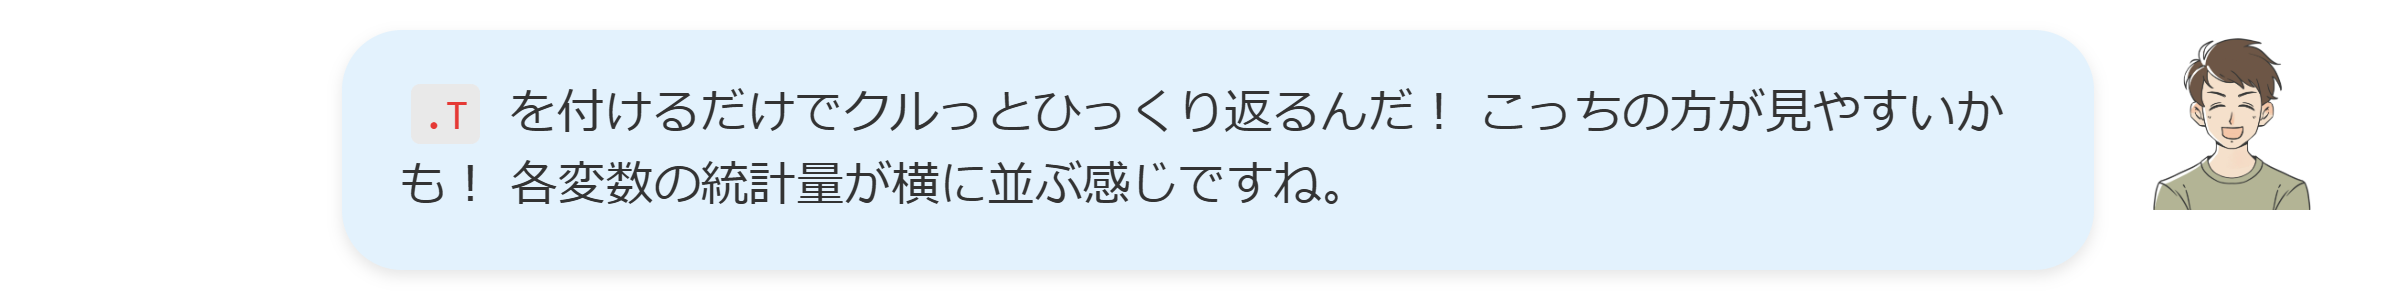 .T を付けるだけでクルっとひっくり返るんだ！ こっちの方が見やすいか
も！ 各変数の統計量が横に並ぶ感じですね。